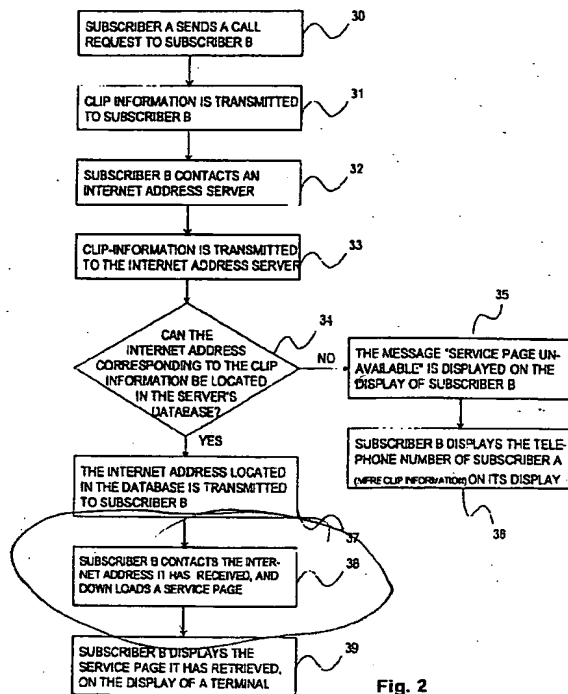 30
SUBSCRIBER A SENDS A CALL
REQUEST TO SUBSCRIBER B
31
CLIP INFORMATION IS TRANSMITTED
TO SUBSCRIBER B
32
SUBSCRIBER B CONTACTS AN
INTERNET ADDRESS SERVER
33
CLIP-INFORMATION IS TRANSMITTED
TO THE INTERNET ADDRESS SERVER
34
CAN THE
INTERNET ADDRESS
CORRESPONDING TO THE CLIP
INFORMATION BE LOCATED
IN THE SERVER'S
DATABASE?
NO
35
THE MESSAGE "SERVICE PAGE UN-
AVAILABLE" IS DISPLAYED ON THE
DISPLAY OF SUBSCRIBER B
SUBSCRIBER B DISPLAYS THE TELE-
PHONE NUMBER OF SUBSCRIBER A
(MERE CLIP INFORMATION) ON ITS DISPLAY
36
YES
THE INTERNET ADDRESS LOCATED
IN THE DATABASE IS TRANSMITTED
TO SUBSCRIBER B
37
SUBSCRIBER B CONTACTS THE INTER-
NET ADDRESS IT HAS RECEIVED, AND
DOWN LOADS A SERVICE PAGE
38
SUBSCRIBER B DISPLAYS THE
SERVICE PAGE IT HAS RETRIEVED,
ON THE DISPLAY OF A TERMINAL
39
Fig. 2